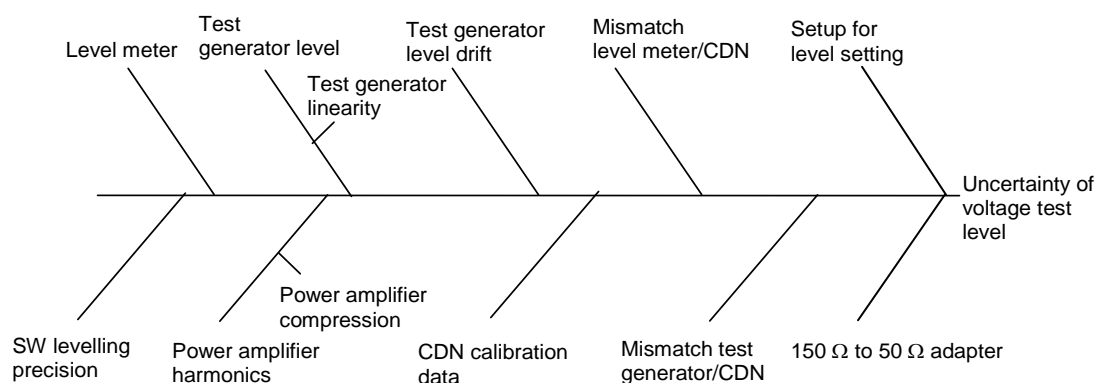 Level meter
Test
generator level
Test generator
linearity
Test generator
level drift
Mismatch
level meter/CDN
Setup for
level setting
Uncertainty of
voltage test
level
SW levelling
precision
Power amplifier
harmonics
Power amplifier
compression
CDN calibration
data
Mismatch test
generator/CDN
150 Ω to 50 Ω adapter